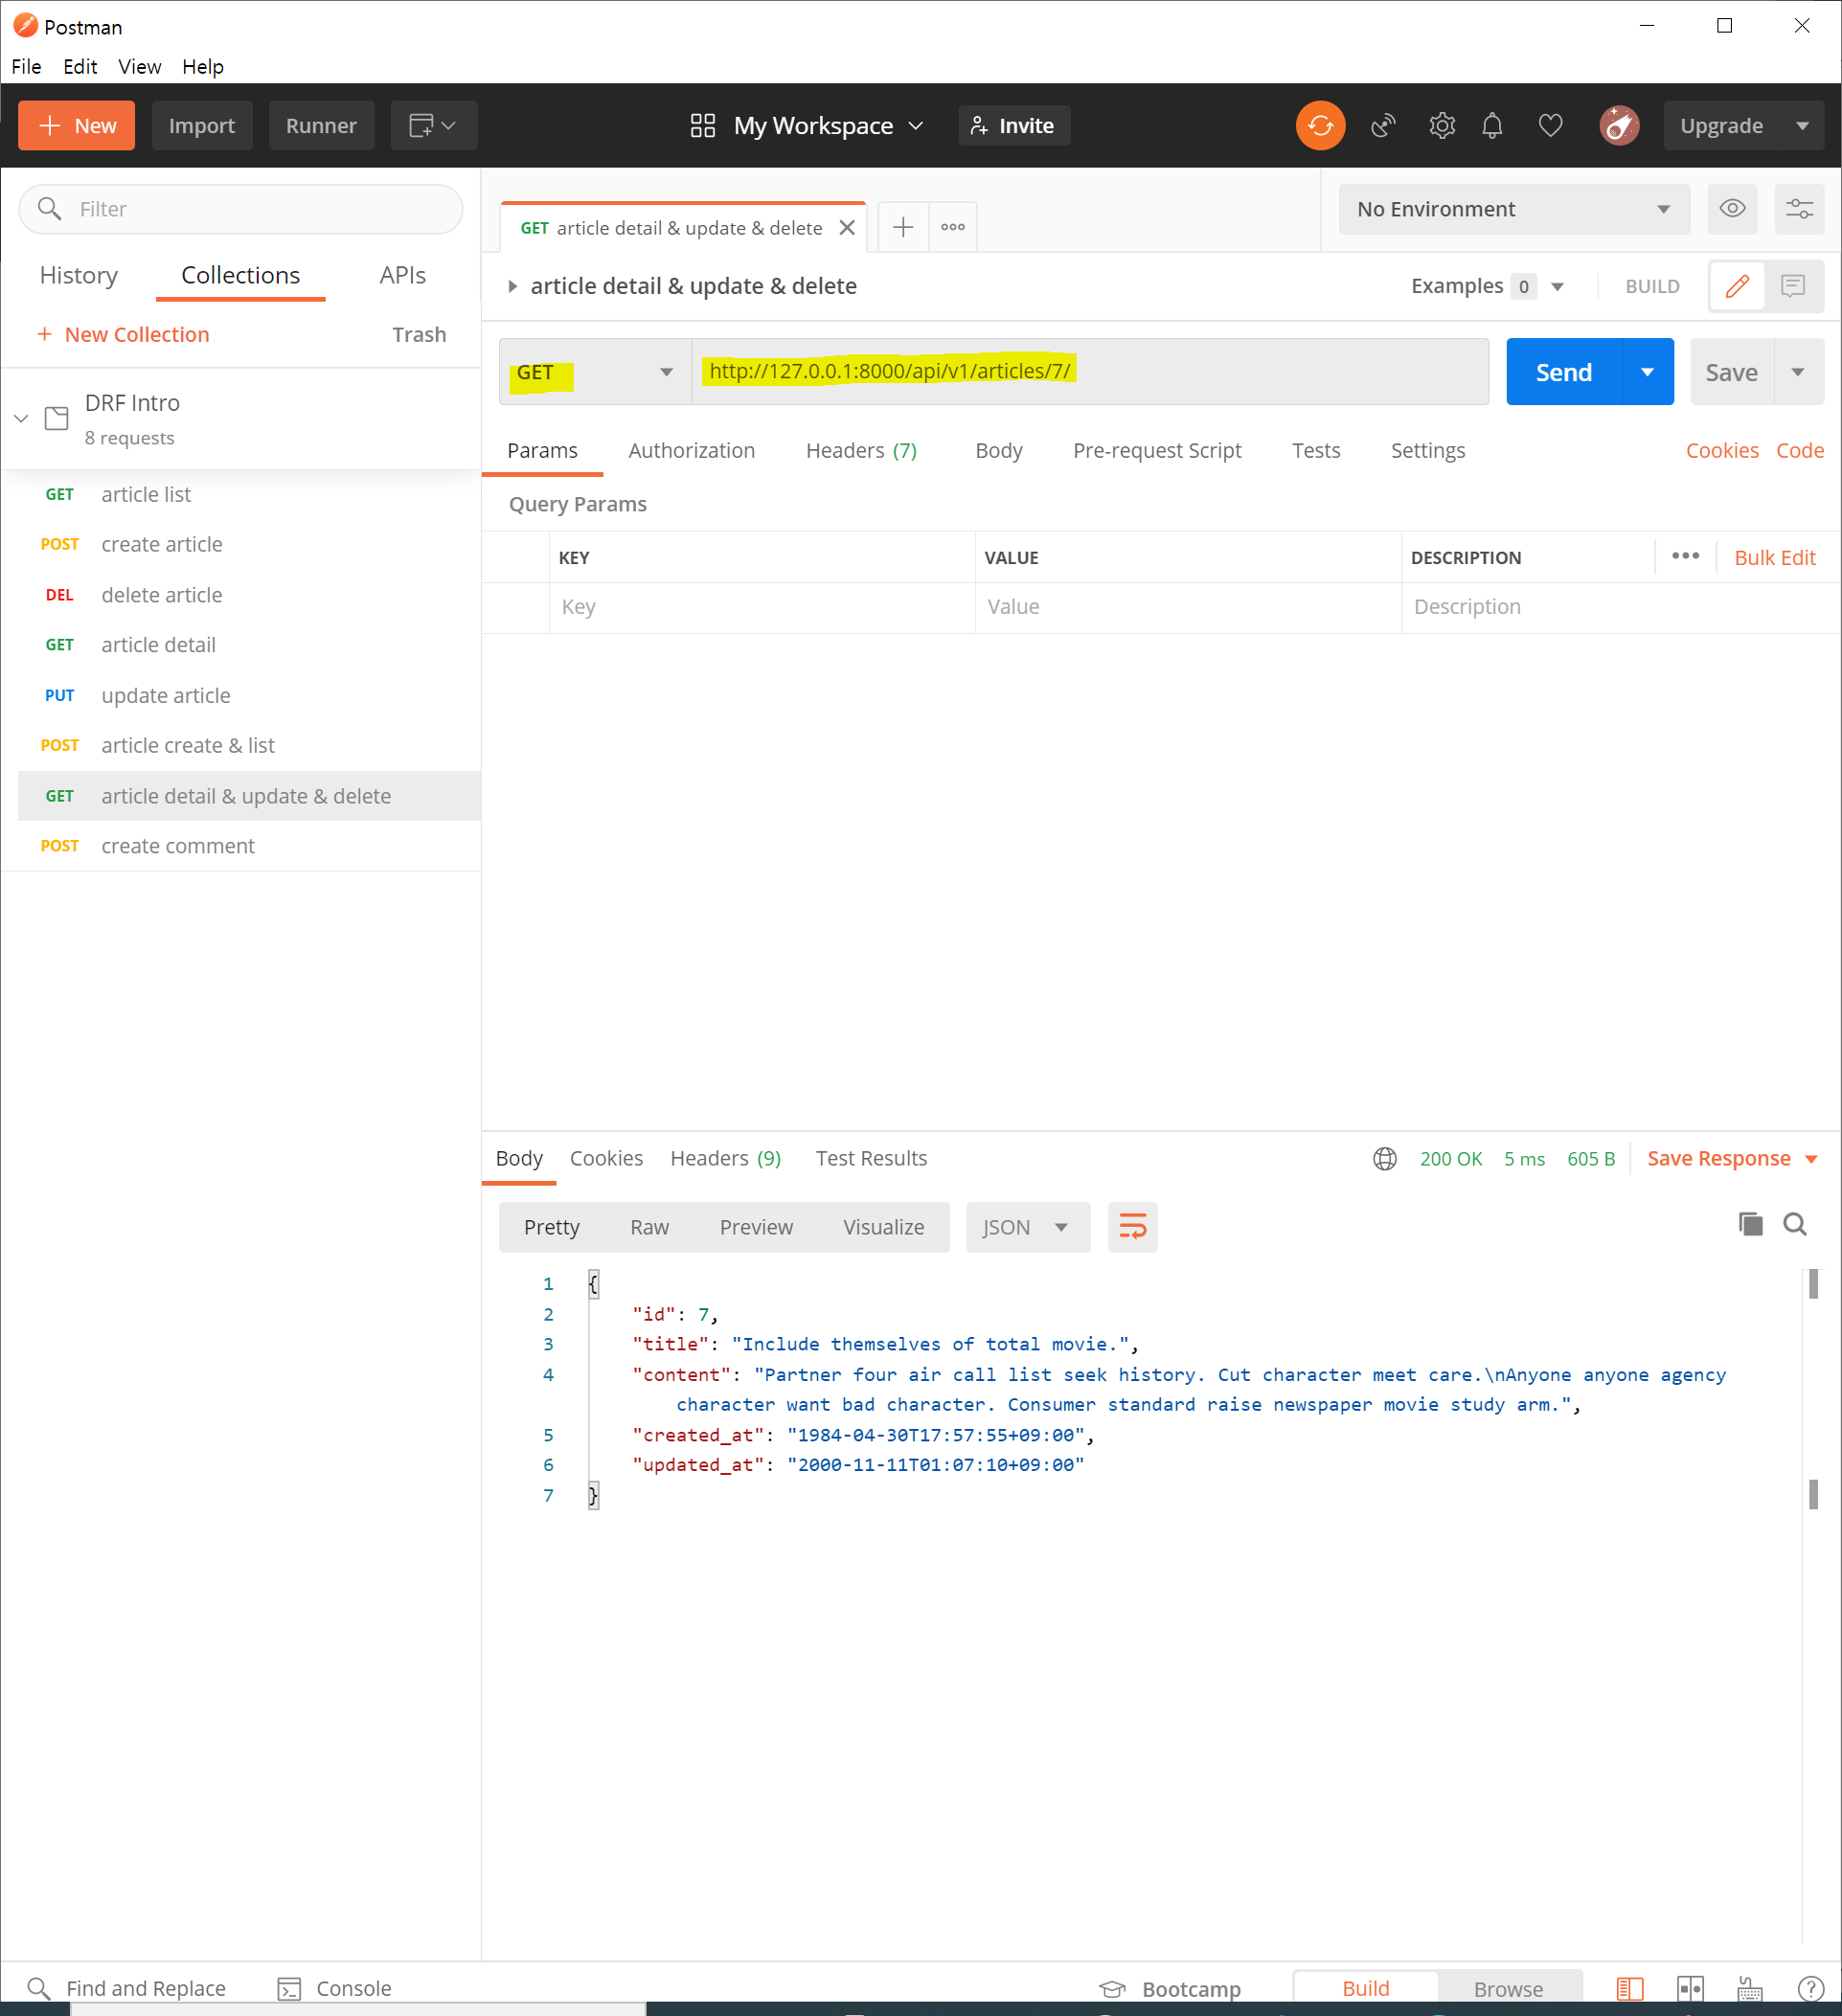 Postman
File Edit View Help
New Import Runner My Workspace Invite Upgrade
Filter
History Collections APIs
+ New Collection Trash
DRF Intro
8 requests
GET article list
POST create article
DEL delete article
GET article detail
PUT update article
POST article create & list
GET article detail & update & delete
POST create comment
GET article detail & update & delete
No Environment
article detail & update & delete
Examples 0 BUILD
GET http://127.0.0.1:8000/api/v1/articles/7/ Send Save
Params Authorization Headers (7) Body Pre-request Script Tests Settings Cookies Code
Query Params
KEY VALUE DESCRIPTION Bulk Edit
Key Value Description
Body Cookies Headers (9) Test Results 200 OK 5 ms 605 B Save Response
Pretty Raw Preview Visualize JSON
1 {
2 "id": 7,
3 "title": "Include themselves of total movie.",
4 "content": "Partner four air call list seek history. Cut character meet care.\nAnyone anyone agency
character want bad character. Consumer standard raise newspaper movie study arm.",
5 "created_at": "1984-04-30T17:57:55+09:00",
6 "updated_at": "2000-11-11T01:07:10+09:00"
7 }
Find and Replace Console Bootcamp Build Browse